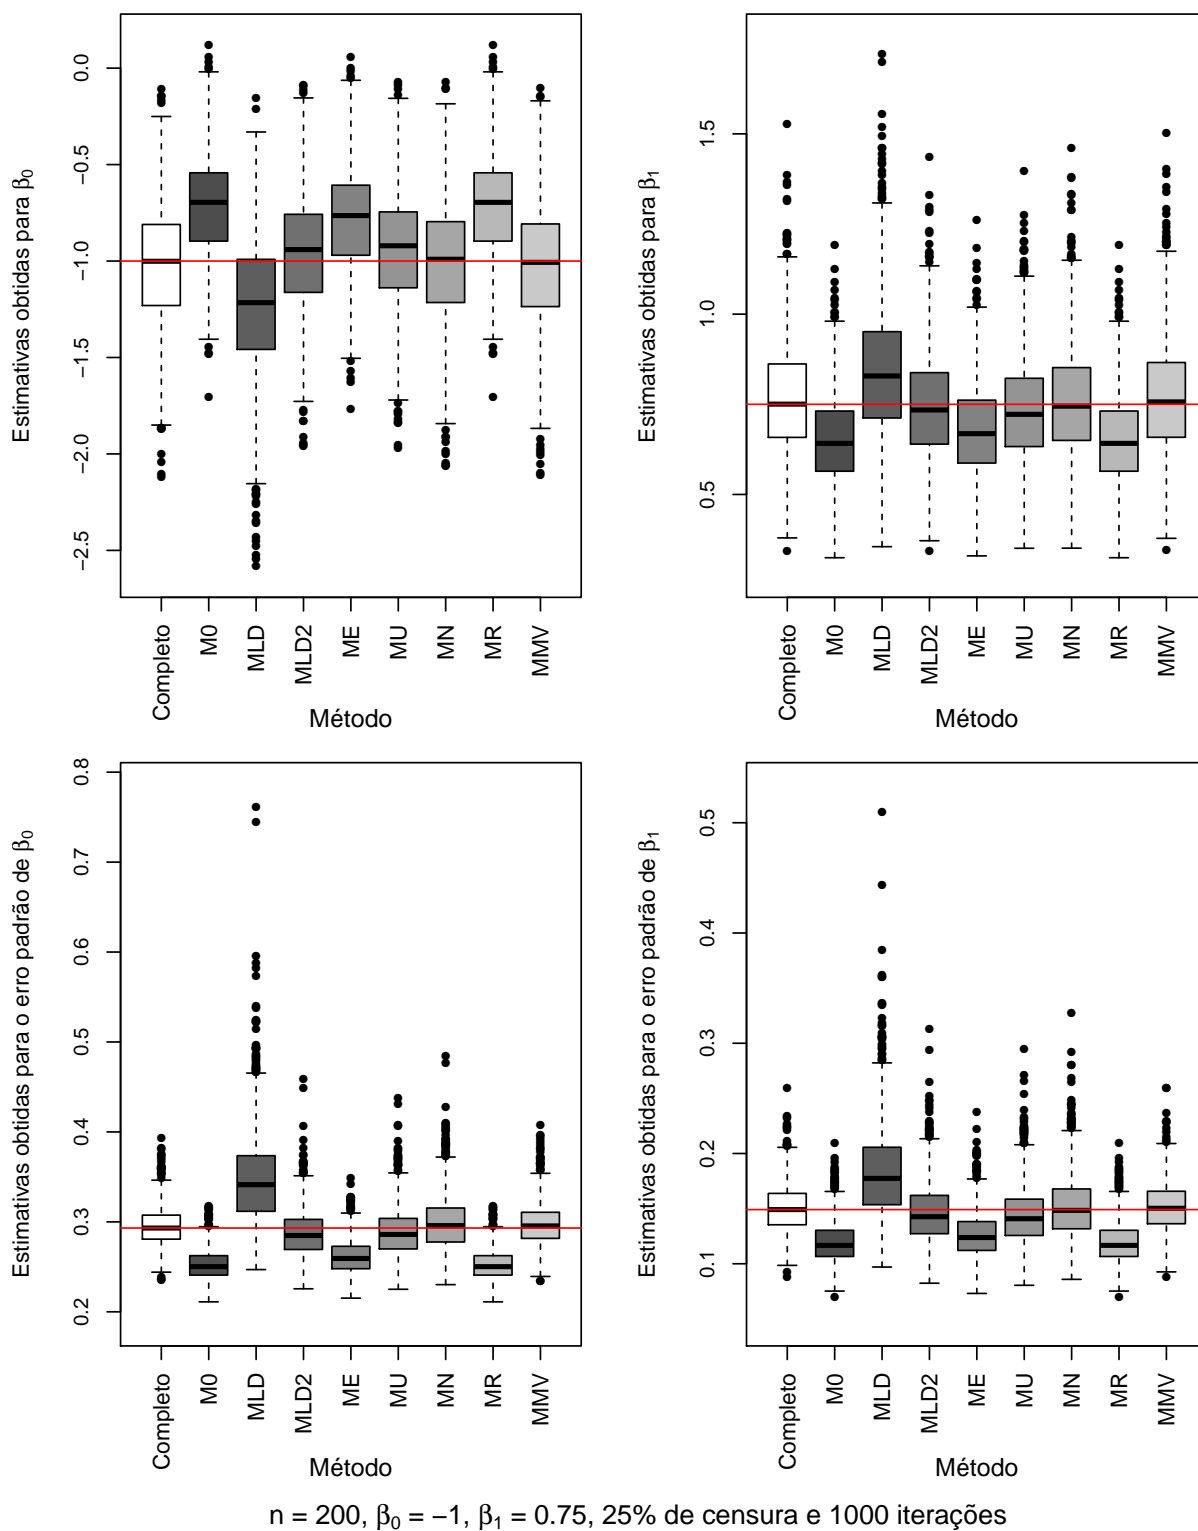 Estimativas obtidas para β0
0.0
−0.5
−1.0
−1.5
−2.0
−2.5
Completo
M0
MLD
MLD2
ME
MU
MN
MR
MMV
Método
Estimativas obtidas para β1
1.5
1.0
0.5
Completo
M0
MLD
MLD2
ME
MU
MN
MR
MMV
Método
Estimativas obtidas para o erro padrão de β0
0.8
0.7
0.6
0.5
0.4
0.3
0.2
Completo
M0
MLD
MLD2
ME
MU
MN
MR
MMV
Método
Estimativas obtidas para o erro padrão de β1
0.5
0.4
0.3
0.2
0.1
Completo
M0
MLD
MLD2
ME
MU
MN
MR
MMV
Método
n = 200, β0 = −1, β1 = 0.75, 25% de censura e 1000 iterações